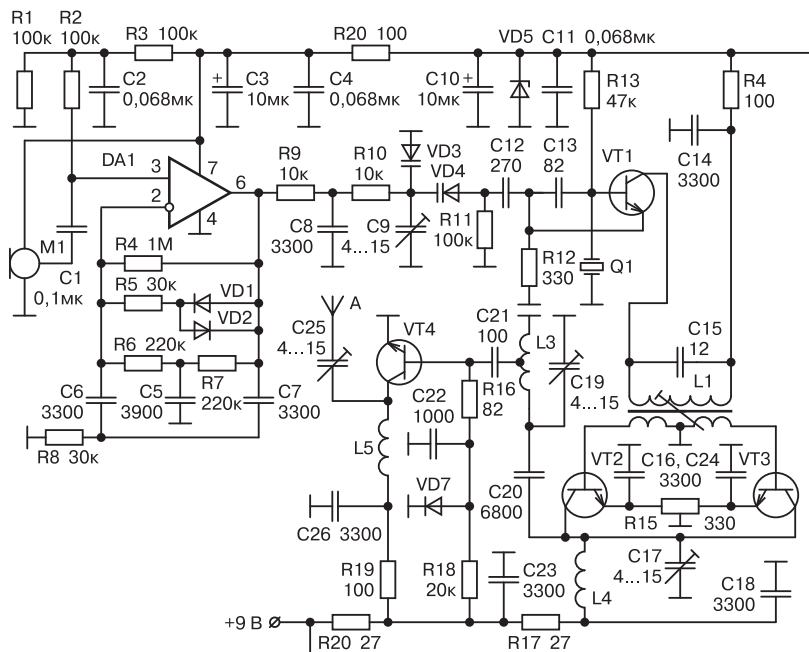 R1
100к
R2
100к
R3 100к
R20 100
VD5
C11 0,068мк
C2
0,068мк
+
C3
10мк
C4
0,068мк
C10
10мк
+
R13
47к
R4
100
DA1
3
2
7
6
4
R9
10к
R10
10к
VD3
VD4
C12
270
C13
82
VT1
C14
3300
M1
C1
0,1мк
R4 1М
R5 30к
VD1
VD2
C8
3300
C9
4...15
R11
100к
R12
330
Q1
A
C25
4...15
VT4
C21
100
L3
C15
12
L1
R6 220к
C6
3300
C5
3900
R7
220к
C7
3300
C22
1000
R16
82
C19
4...15
R8 30к
L5
VD7
C20
6800
VT2
C16, C24
3300
VT3
R15
330
C26 3300
R19
100
R18
20к
C23
3300
L4
C17
4...15
C18
3300
+9 В
R20 27
R17 27